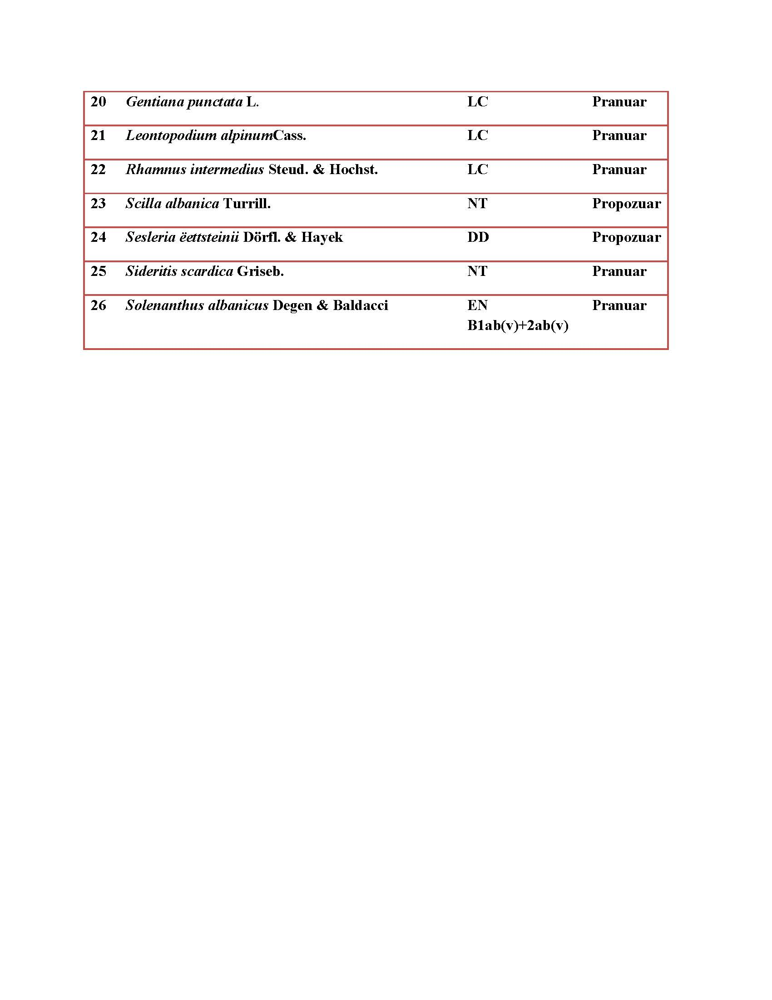 20 Gentiana punctata L. LC Pranuar
21 Leontopodium alpinumCass. LC Pranuar
22 Rhamnus intermedius Steud. & Hochst. LC Pranuar
23 Scilla albanica Turrill. NT Propozuar
24 Sesleria ëettsteinii Dörfl. & Hayek DD Propozuar
25 Sideritis scardica Griseb. NT Pranuar
26 Solenanthus albanicus Degen & Baldacci EN Pranuar
B1ab(v)+2ab(v)